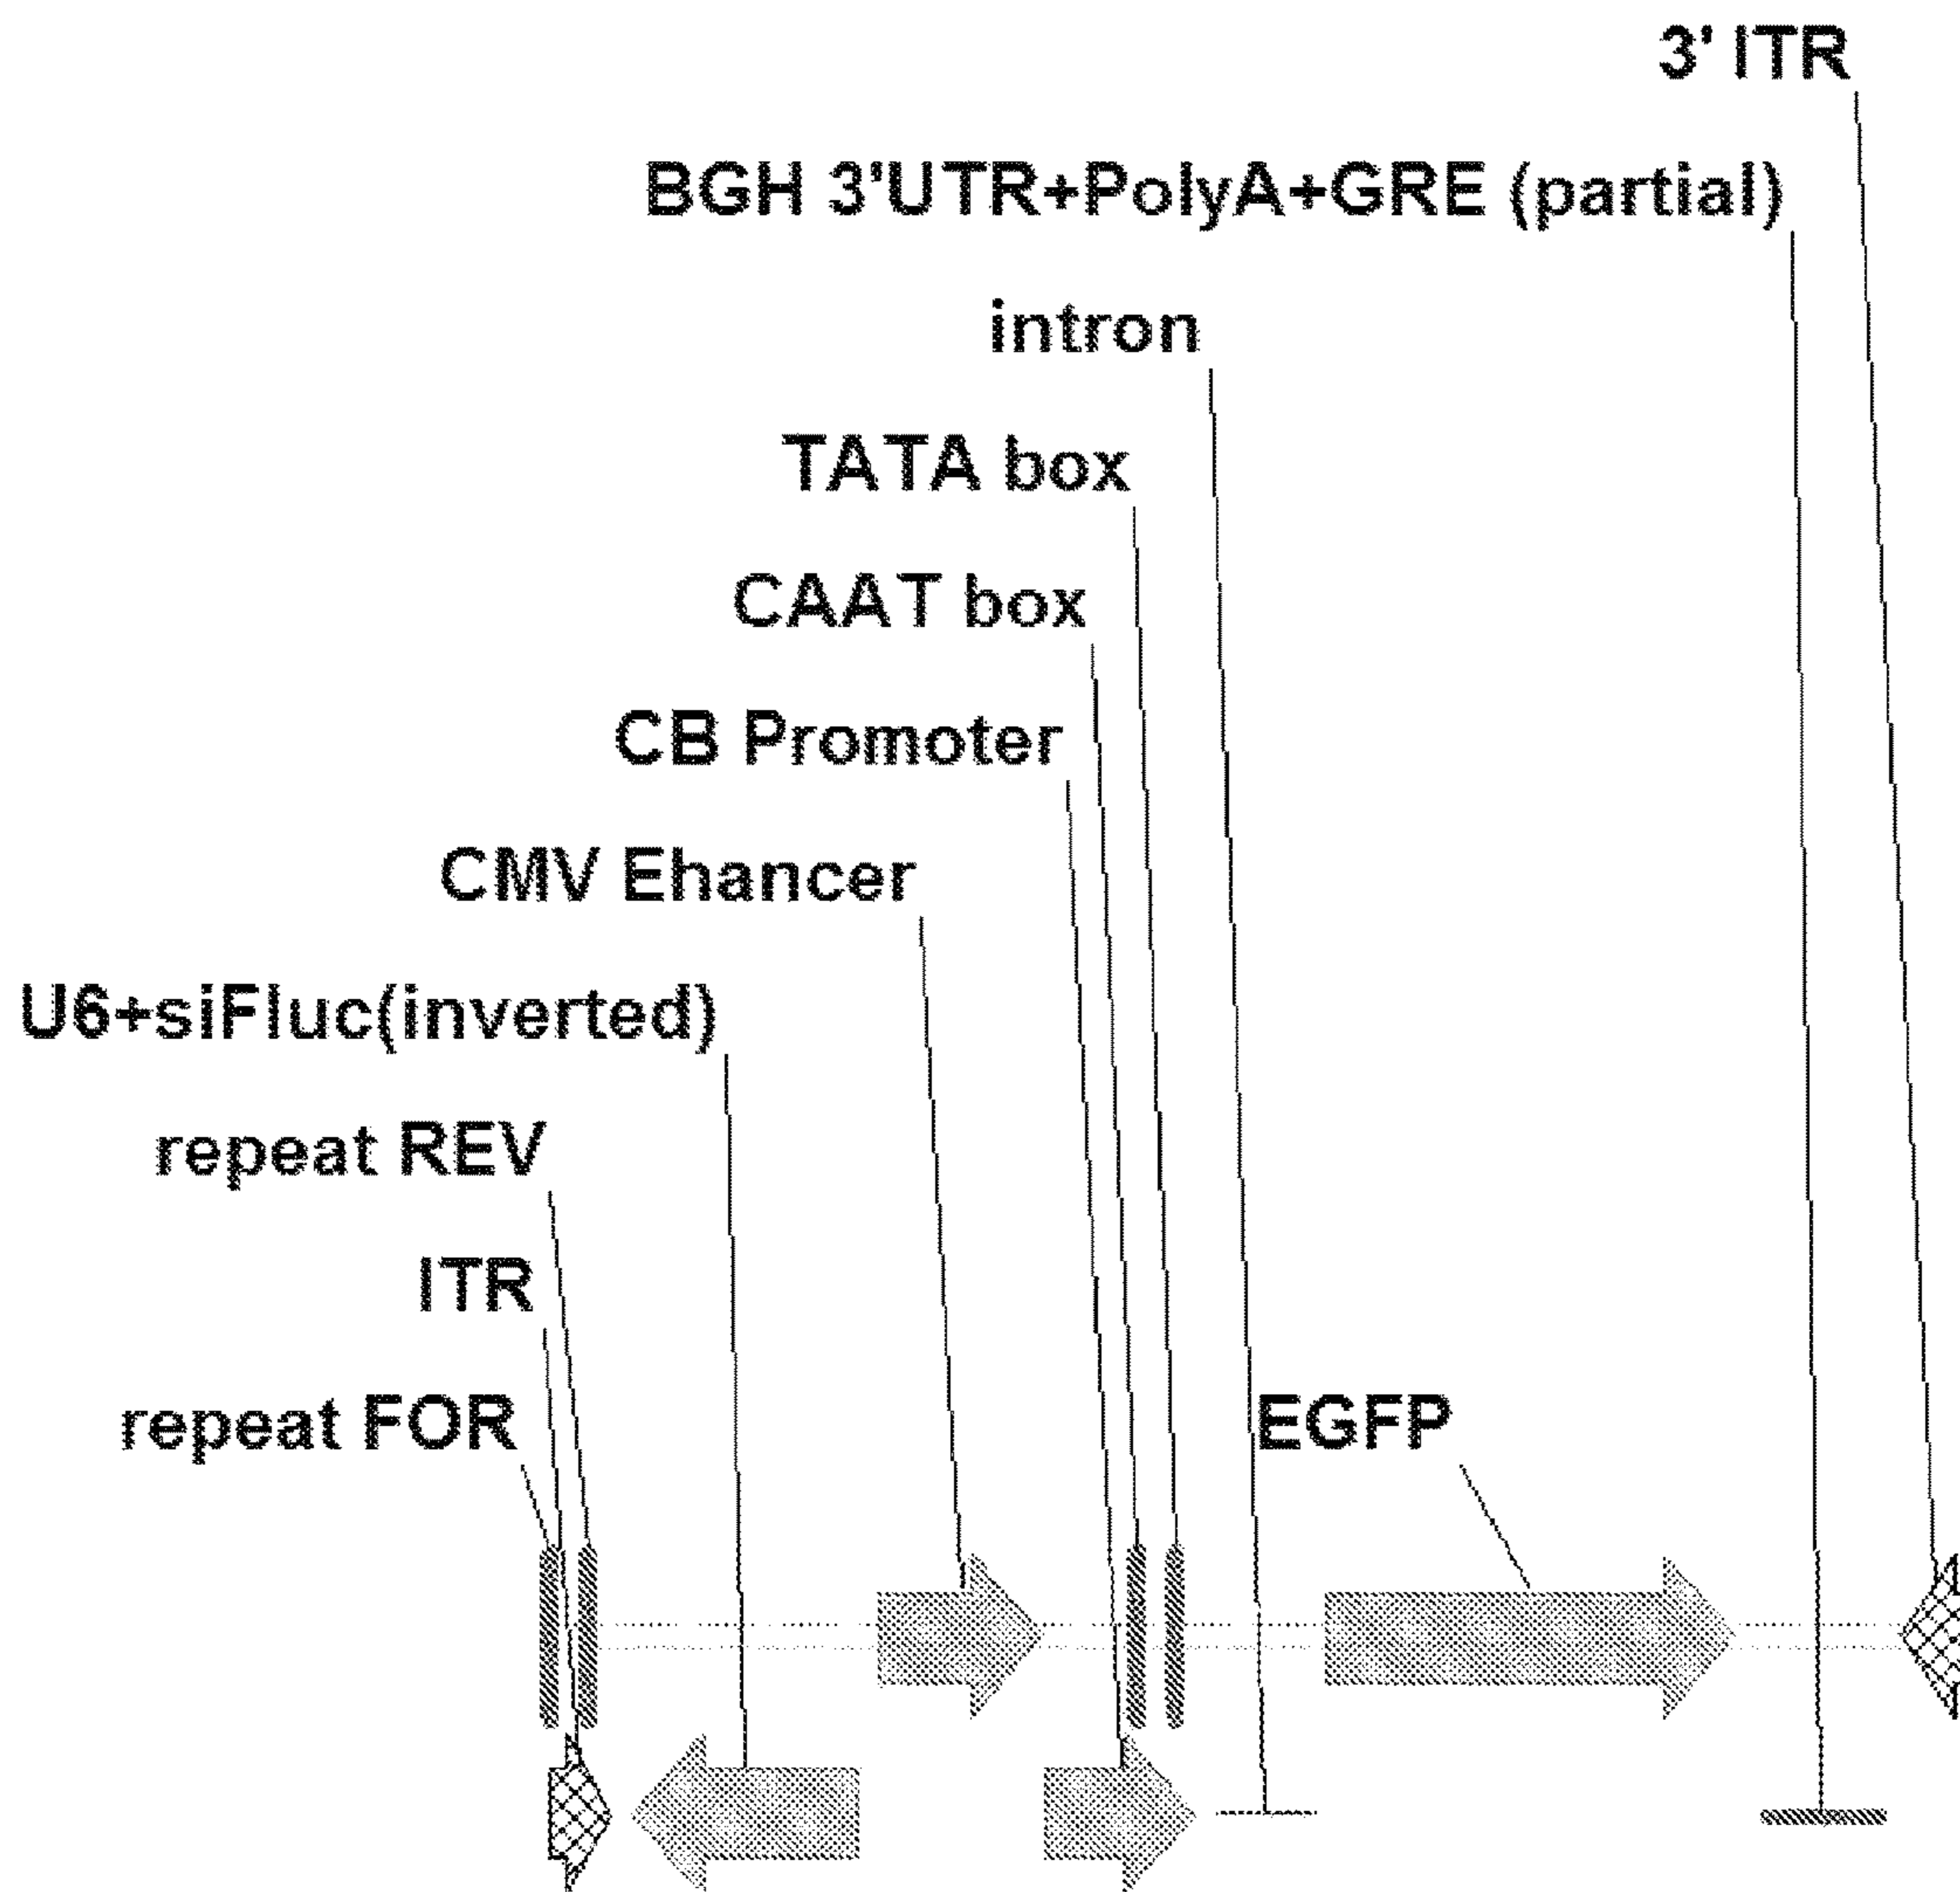 3' ITR
BGH 3'UTR+PolyA+GRE (partial)
intron
TATA box
CAAT box
CB Promoter
CMV Ehancer
U6+siFluc(inverted)
repeat REV
ITR
repeat FOR
EGFP